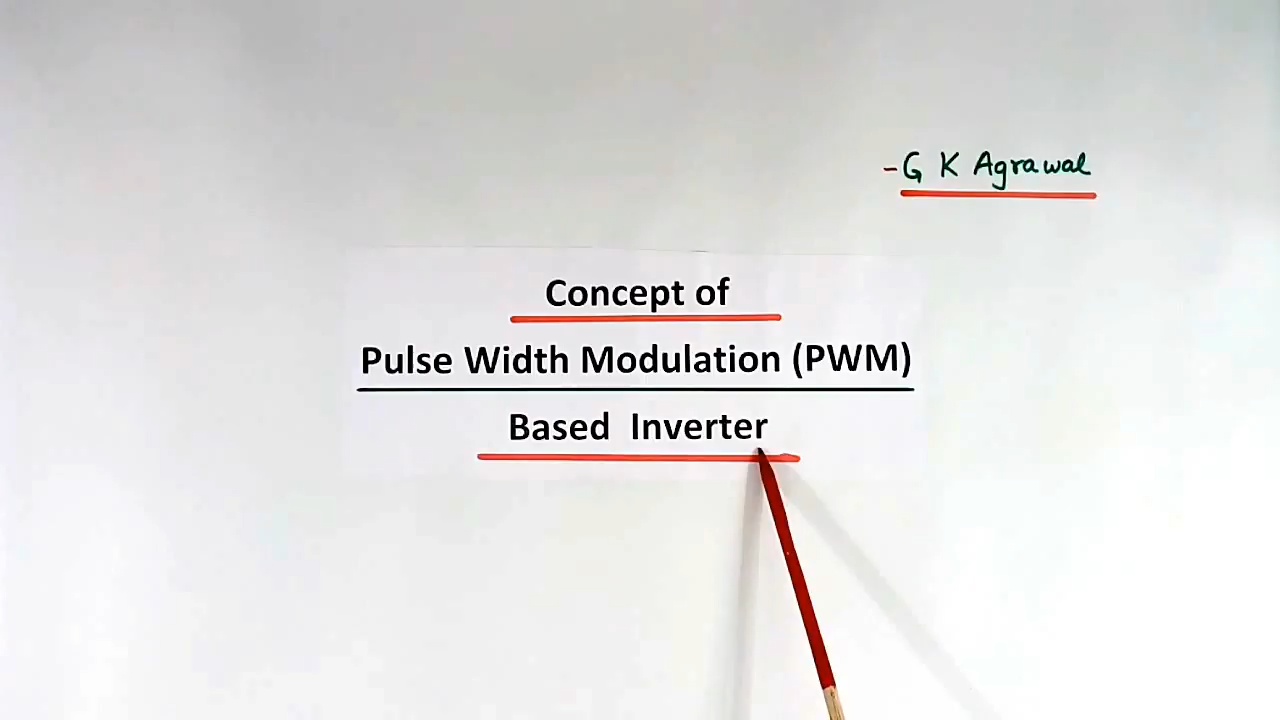 -G K Agrawal
Concept of
Pulse Width Modulation (PWM)
Based Inverter